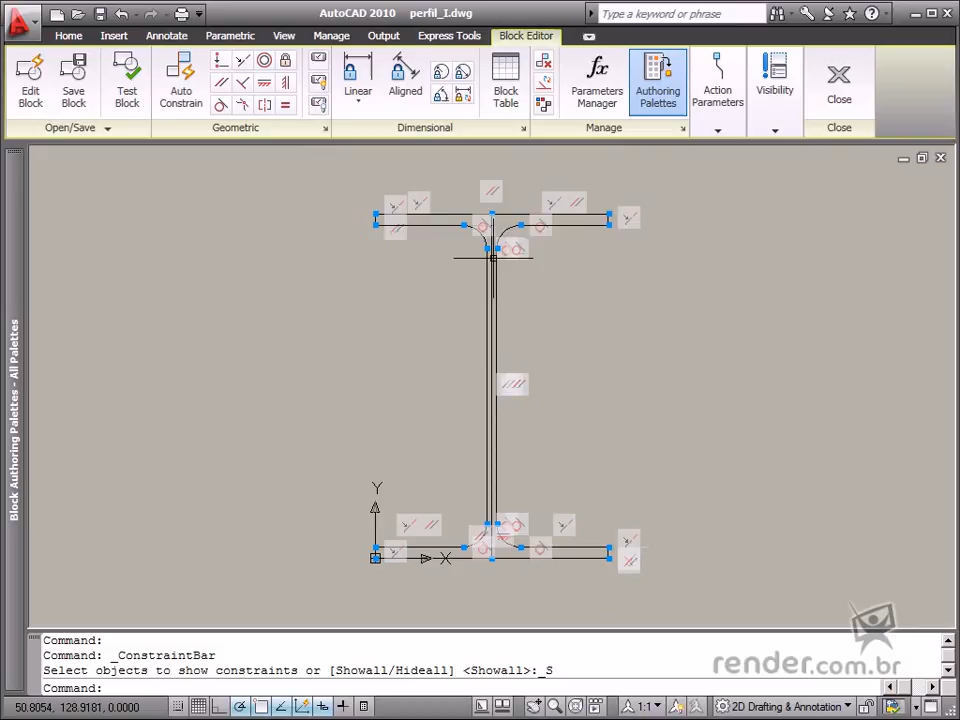 AutoCAD 2010 perfil_I.dwg
Type a keyword or phrase
Home Insert Annotate Parametric View Manage Output Express Tools Block Editor
Edit Block
Save Block
Test Block
Auto Constrain
Linear
Aligned
Block Table
fx
Parameters Manager
Authoring Palettes
Action Parameters
Visibility
Close
Open/Save Geometric Dimensional Manage Close
Block Authoring Palettes - All Palettes
Y
X
Command:
Command: _ConstraintBar
Select objects to show constraints or [Showall/Hideall] <Showall>:_S
Command:
render.com.br
50.8054, 128.9181, 0.0000
1:1
2D Drafting & Annotation